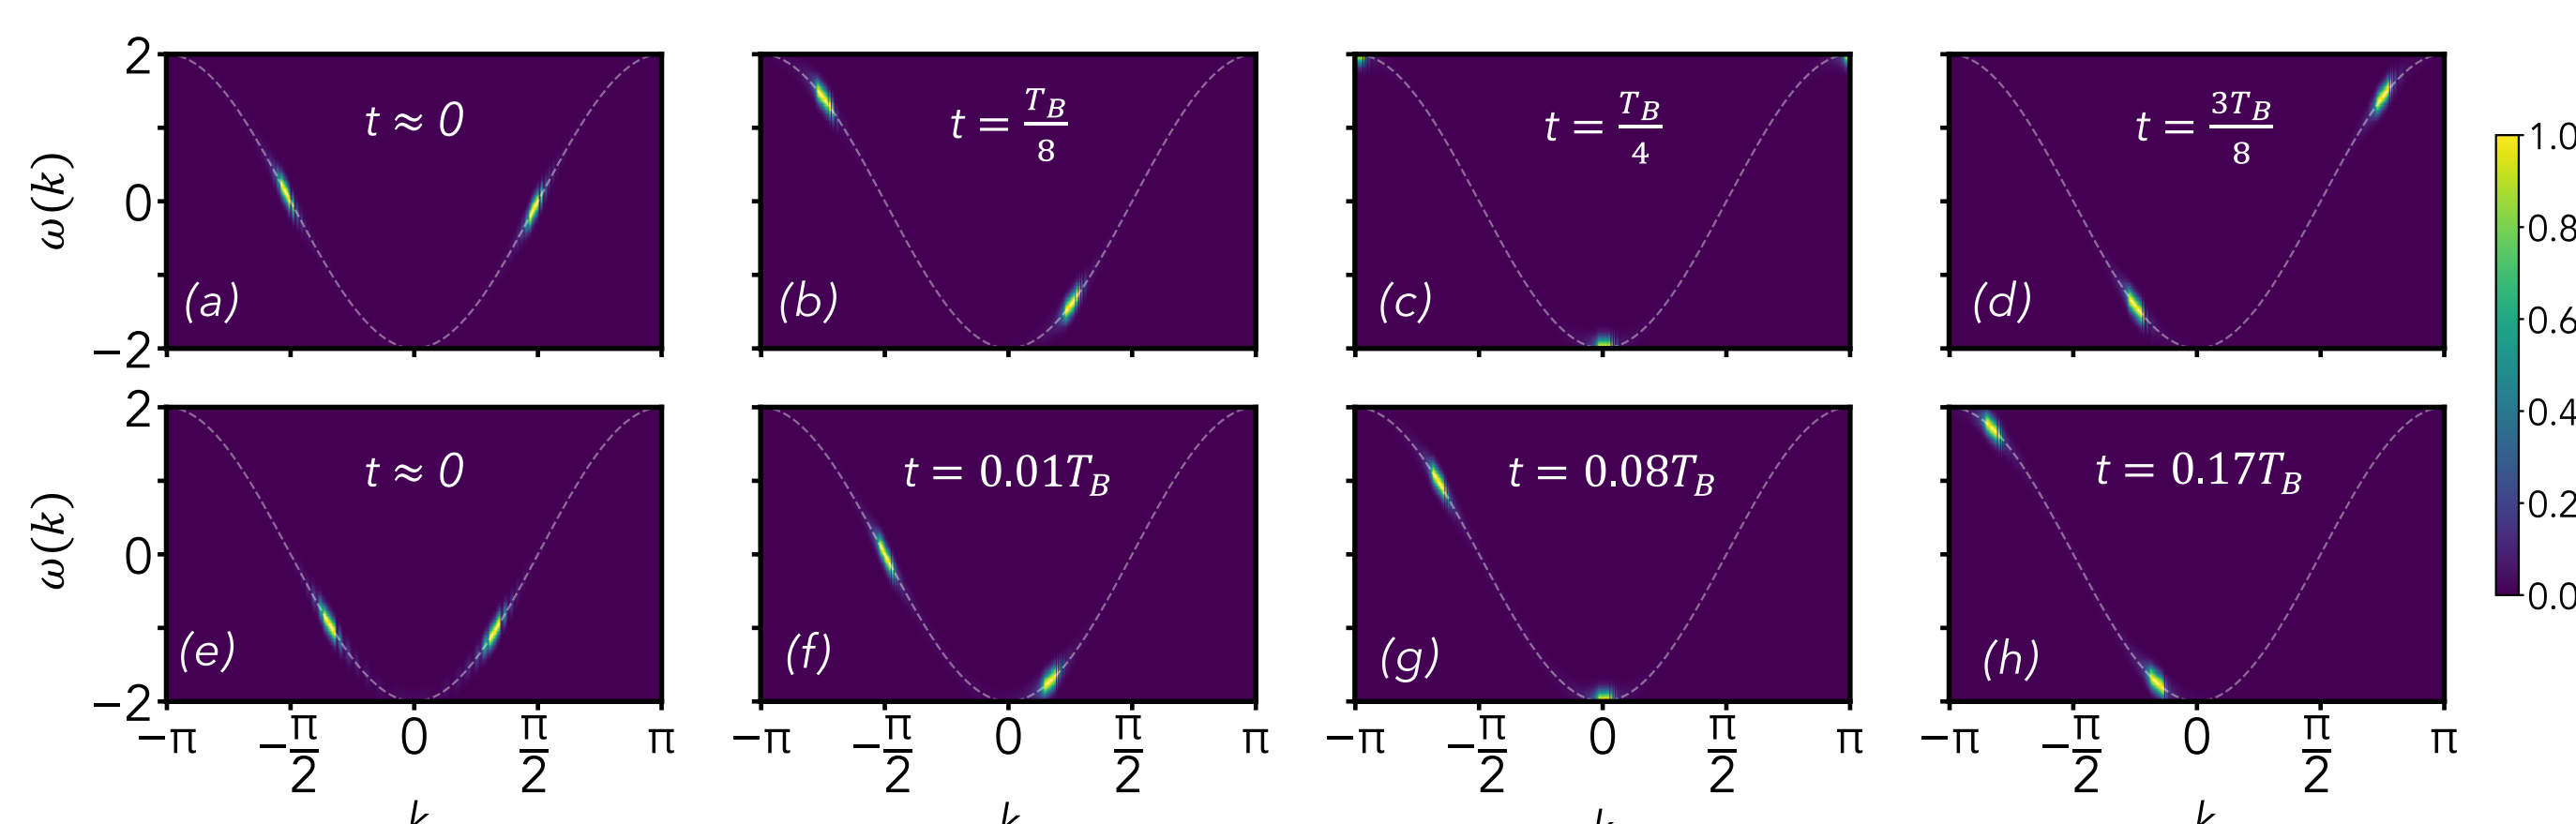 2
0
−2
ω(k)
t ≈ 0
(a)
t = T_B/8
(b)
t = T_B/4
(c)
t = 3T_B/8
(d)
1.0
0.8
0.6
0.4
0.2
0.0
2
0
−2
ω(k)
t ≈ 0
(e)
t = 0.01T_B
(f)
t = 0.08T_B
(g)
t = 0.17T_B
(h)
−π −π/2 0 π/2 π
−π −π/2 0 π/2 π
−π −π/2 0 π/2 π
−π −π/2 0 π/2 π
k k k k